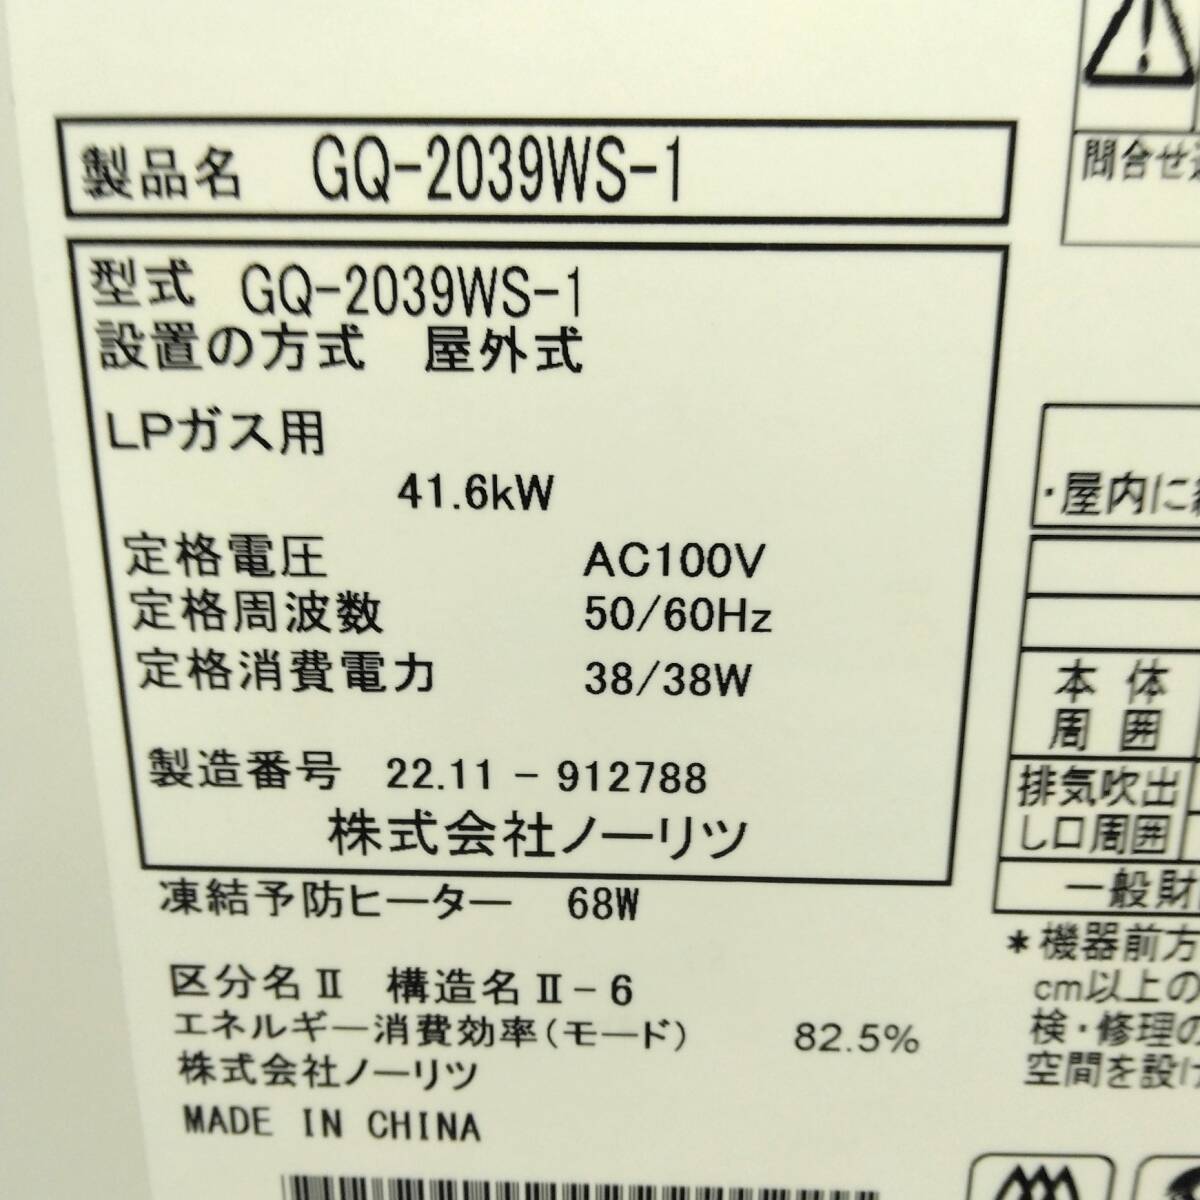 製品名 GQ-2039WS-1
型式 GQ-2039WS-1
設置の方式 屋外式
LPガス用
41.6kW
定格電圧 AC100V
定格周波数 50/60Hz
定格消費電力 38/38W
製造番号 22.11 - 912788
株式会社ノーリツ
凍結予防ヒーター 68W
区分名Ⅱ 構造名Ⅱ-6
エネルギー消費効率(モード) 82.5%
株式会社ノーリツ
MADE IN CHINA
問合せ
・屋内に
本体
周囲
排気吹出
し口周囲
一般財
*機器前方
cm以上の
検・修理の
空間を設け